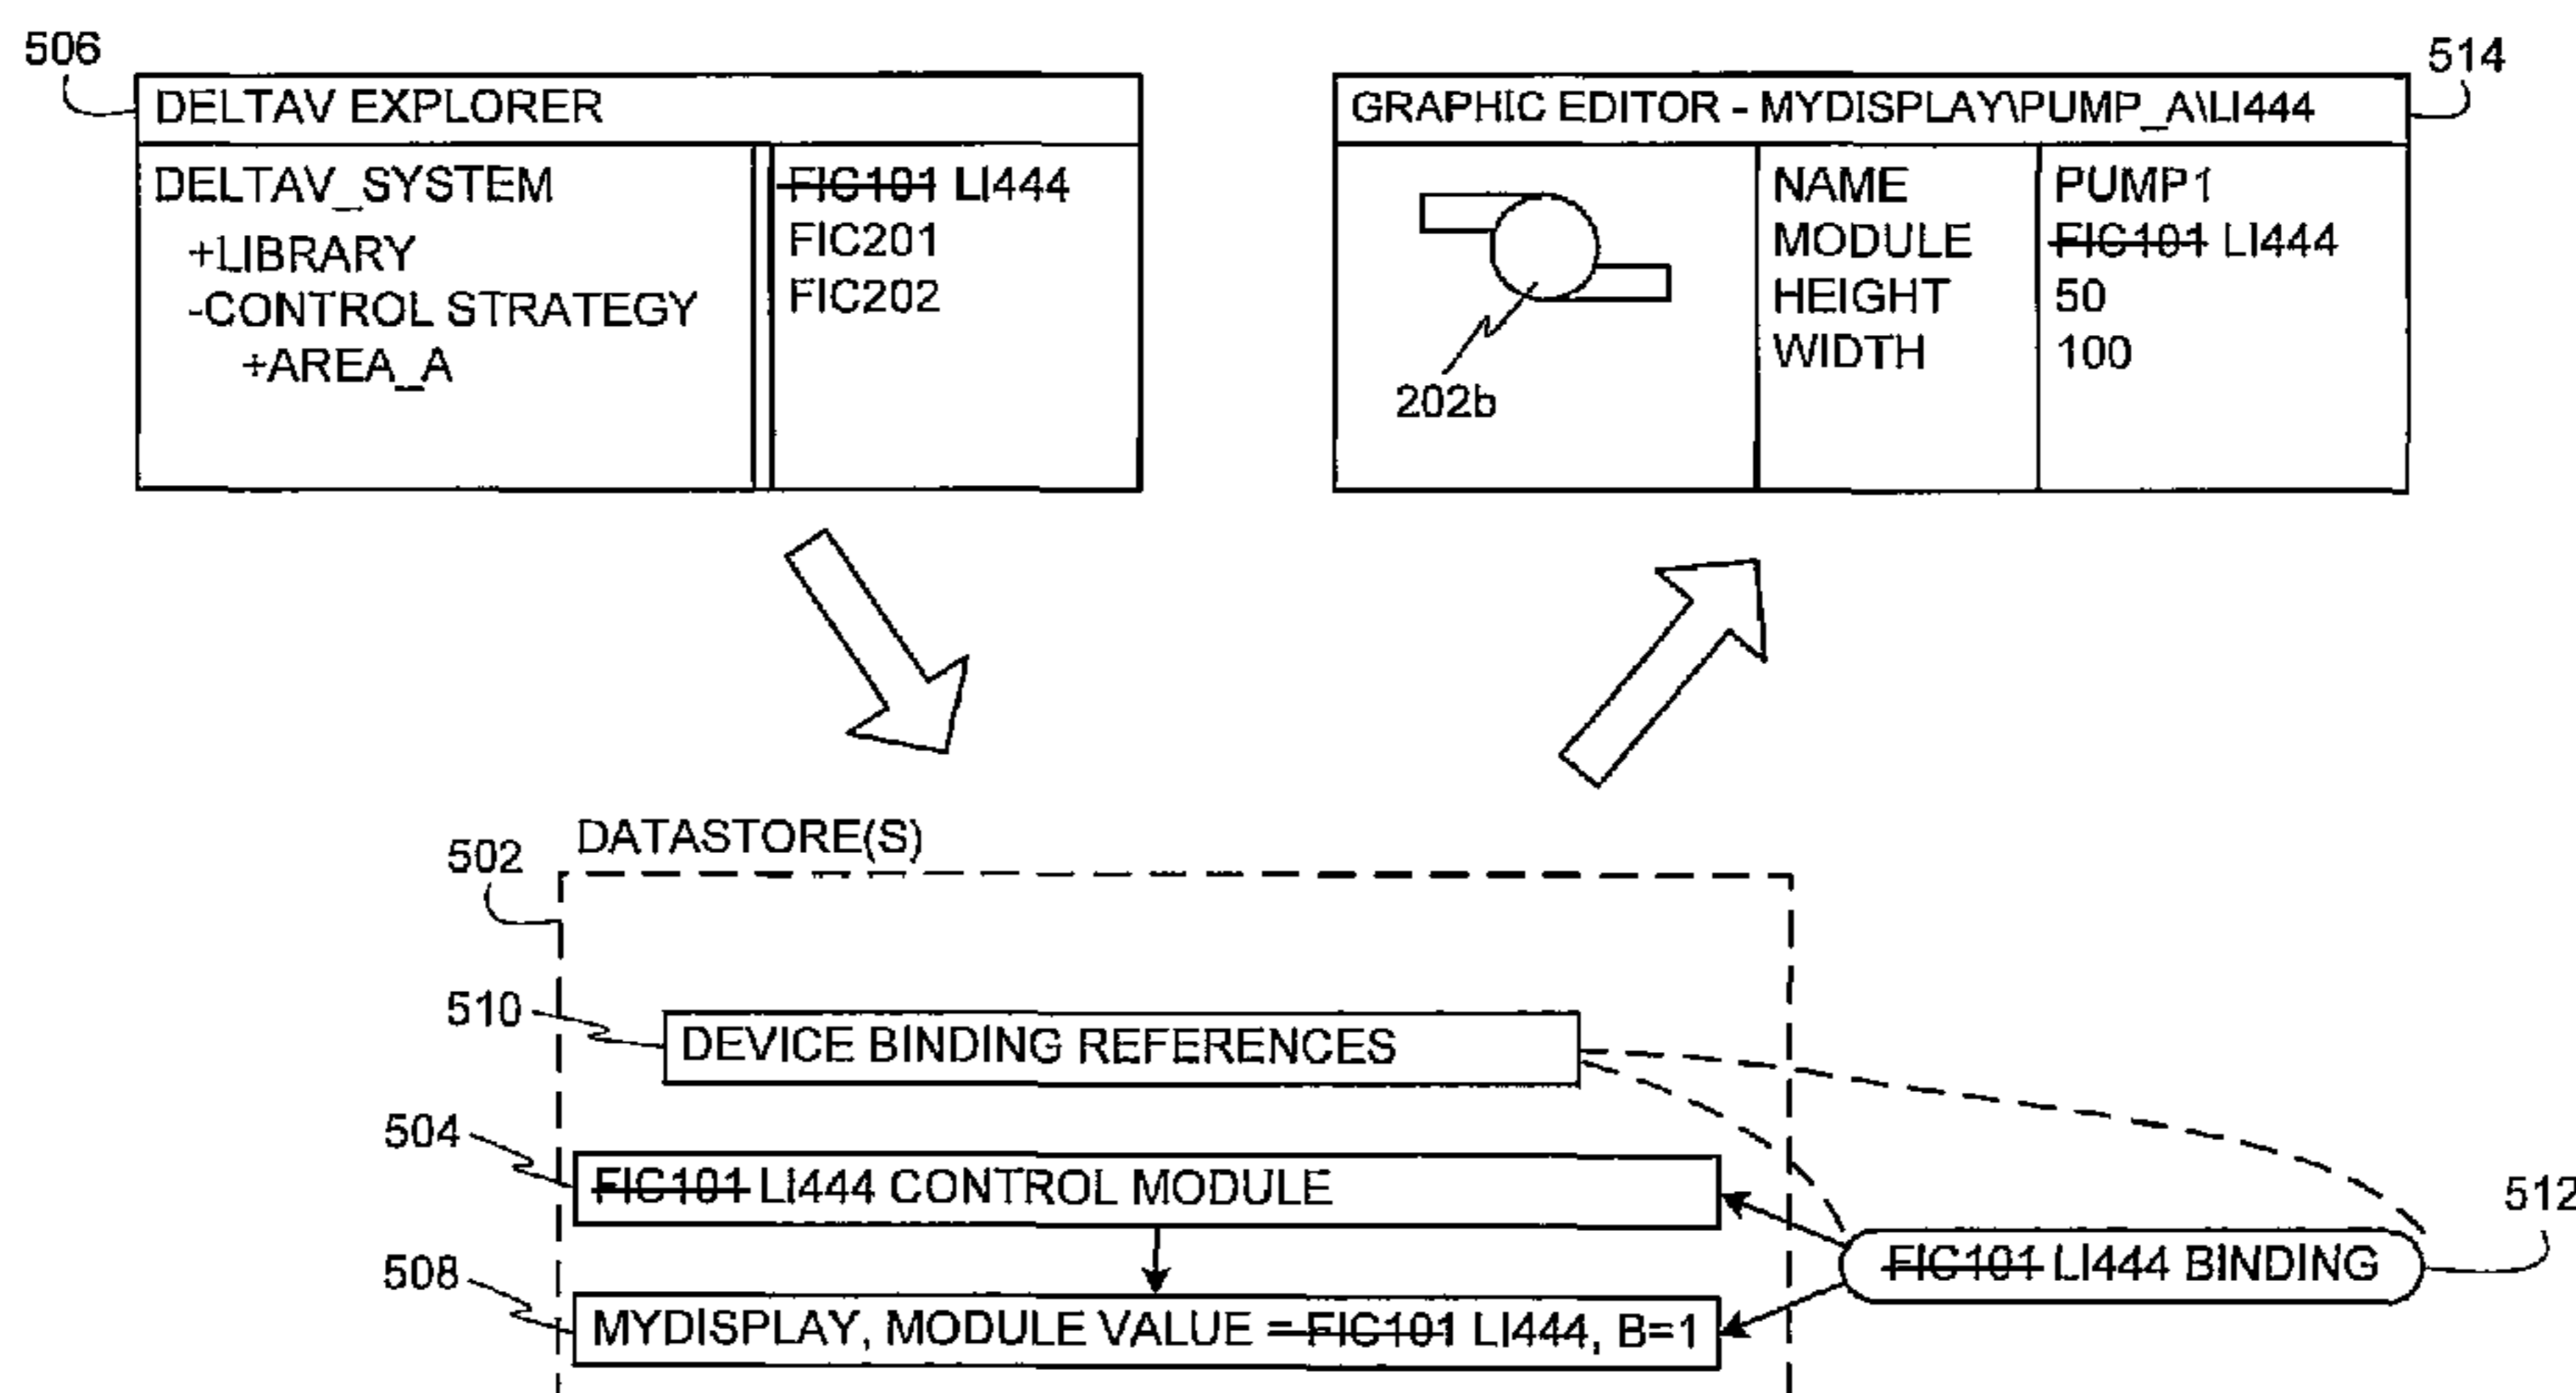 506
DELTAV EXPLORER
DELTAV_SYSTEM
+LIBRARY
-CONTROL STRATEGY
+AREA_A
FIC101 LI444
FIC201
FIC202
514
GRAPHIC EDITOR - MYDISPLAY\PUMP_A\LI444
202b
NAME PUMP1
MODULE FIC101 LI444
HEIGHT 50
WIDTH 100
DATASTORE(S)
502
510
DEVICE BINDING REFERENCES
504
FIC101 LI444 CONTROL MODULE
512
FIC101 LI444 BINDING
508
MYDISPLAY, MODULE VALUE = FIC101 LI444, B=1